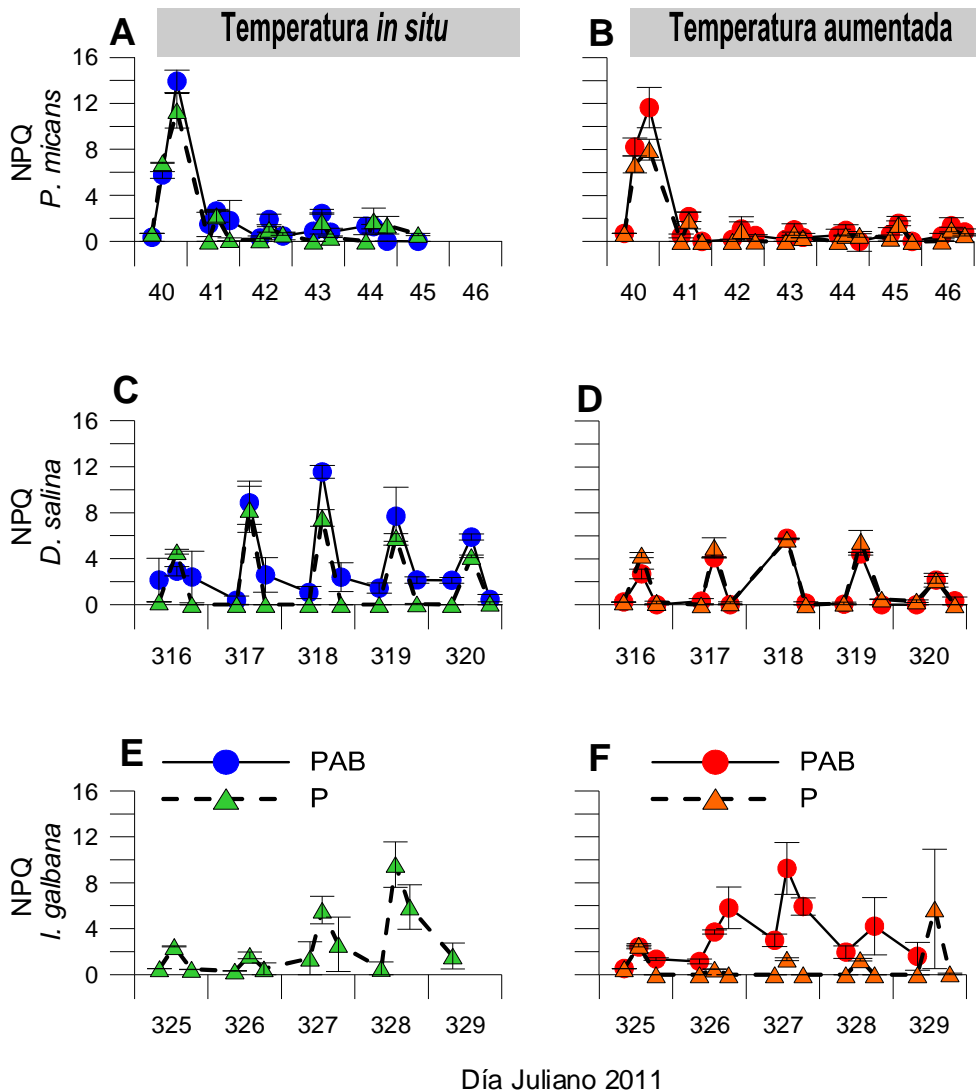 A Temperatura in situ
B Temperatura aumentada
NPQ
P. micans
16
12
8
4
0
40 41 42 43 44 45 46
40 41 42 43 44 45 46
C
D
NPQ
D. salina
16
12
8
4
0
316 317 318 319 320
316 317 318 319 320
E
PAB
P
F
PAB
P
NPQ
I. galbana
16
12
8
4
0
325 326 327 328 329
325 326 327 328 329
Día Juliano 2011